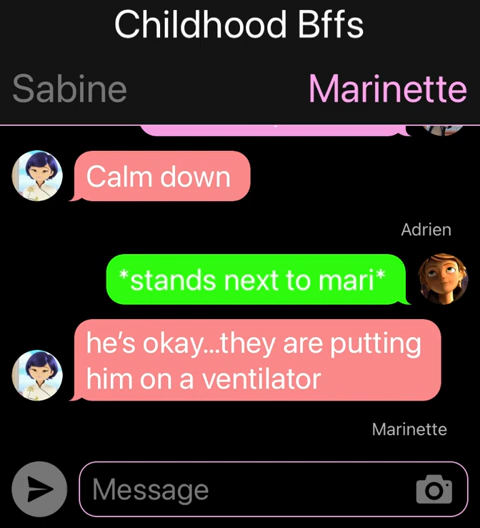 Childhood Bffs
Sabine Marinette
Calm down
Adrien
*stands next to mari*
he's okay...they are putting
him on a ventilator
Marinette
Message